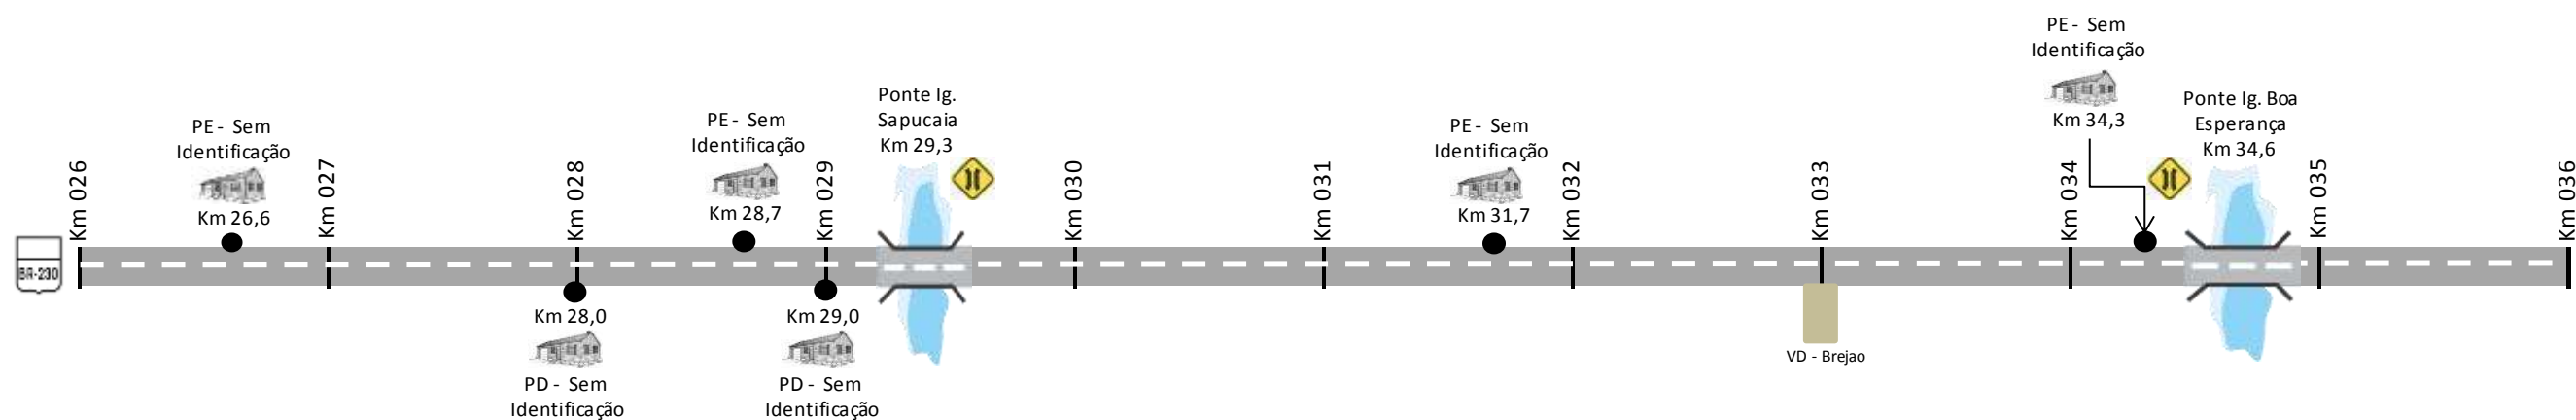 PE - Sem
Identificação
Km 34,3
Ponte Ig.
Sapucaia
Km 29,3
Ponte Ig. Boa
Esperança
Km 34,6
PE - Sem
Identificação
Km 26,6
PE - Sem
Identificação
Km 28,7
PE - Sem
Identificação
Km 31,7
Km 026
Km 027
Km 028
Km 029
Km 030
Km 031
Km 032
Km 033
Km 034
Km 035
Km 036
BR-230
Km 28,0
PD - Sem
Identificação
Km 29,0
PD - Sem
Identificação
VD - Brejao